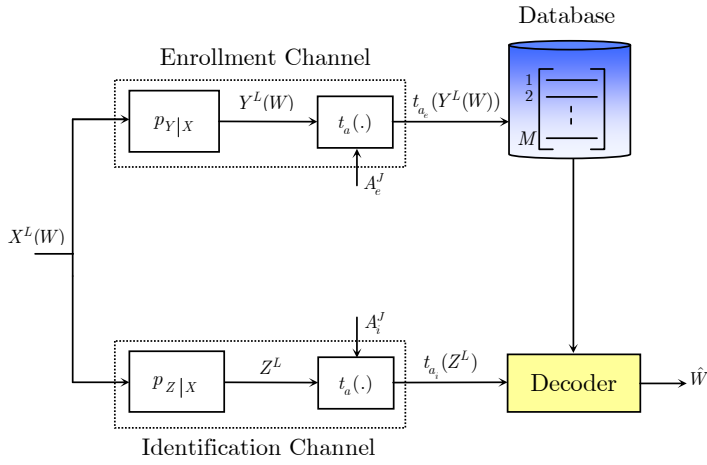 Database
Enrollment Channel
p_{Y|X}
Y^L(W)
t_a(.)
t_{a_e}(Y^L(W))
1
2
M
A_e^J
X^L(W)
A_i^J
p_{Z|X}
Z^L
t_a(.)
t_{a_i}(Z^L)
Decoder
Ŵ
Identification Channel